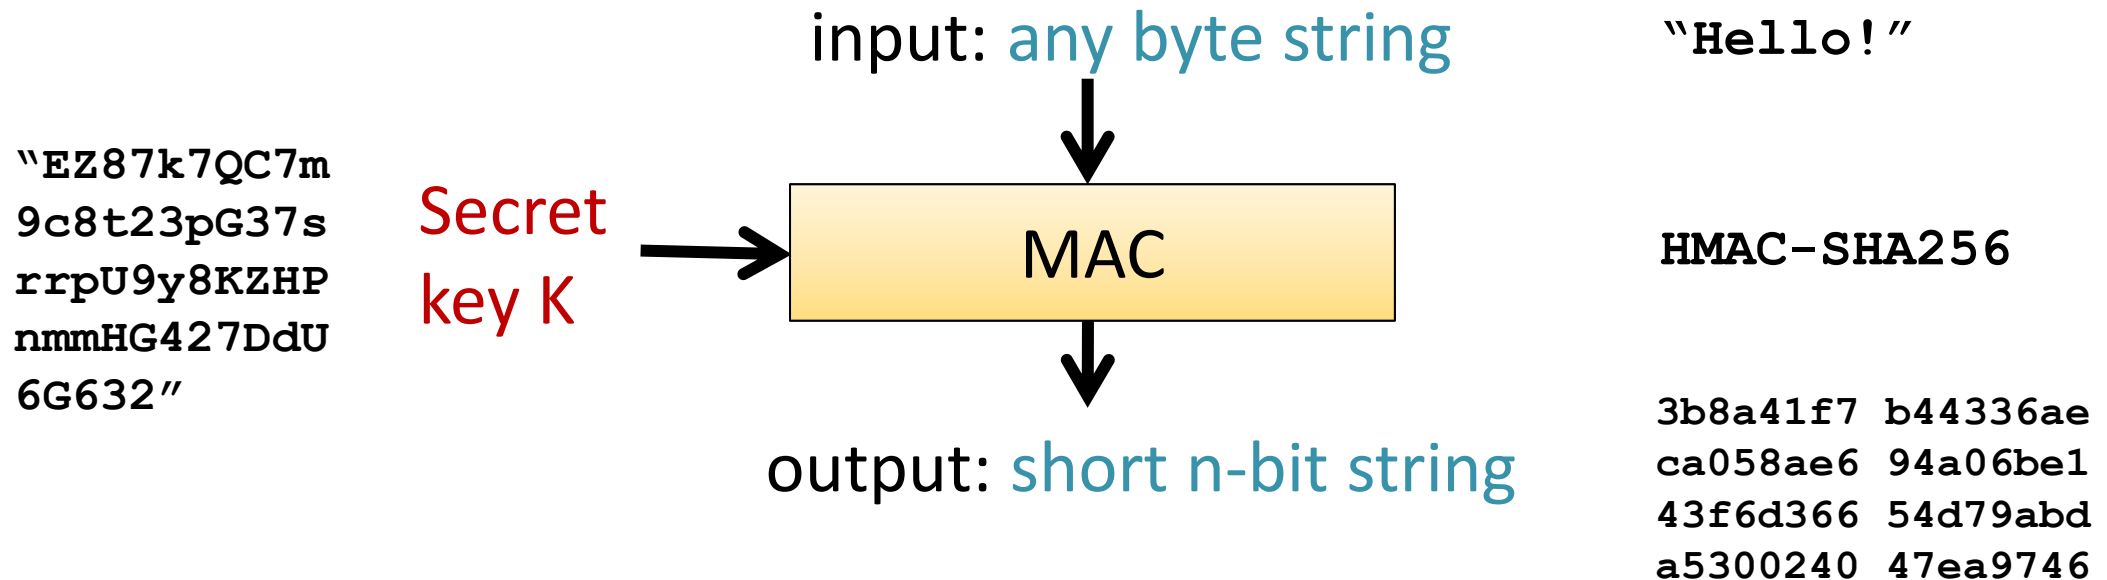 input: any byte string
“Hello!”
“EZ87k7QC7m
9c8t23pG37s
rrpU9y8KZHP
nmmHG427DdU
6G632”
Secret
key K
MAC
HMAC-SHA256
output: short n-bit string
3b8a41f7 b44336ae
ca058ae6 94a06be1
43f6d366 54d79abd
a5300240 47ea9746